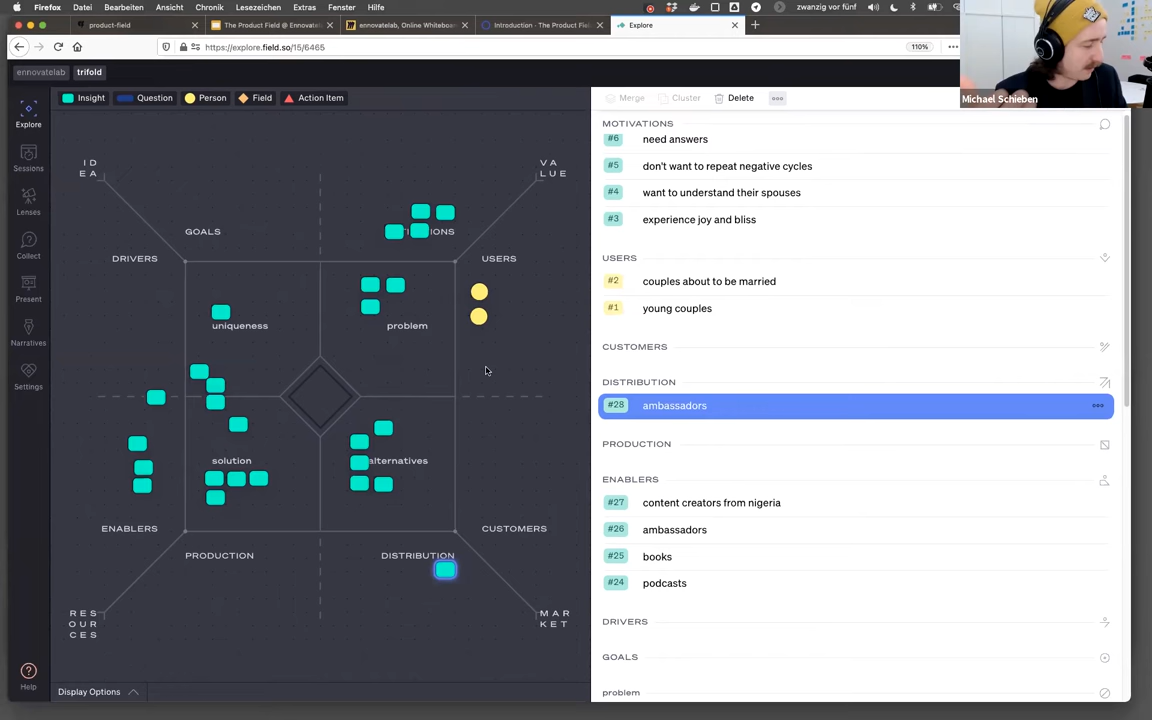 Firefox Datei Bearbeiten Ansicht Chronik Lesezeichen Extras Fenster Hilfe zwanzig vor fünf
product-field
The Product Field @ Ennovate
ennovatelab, Online Whiteboa
Introduction - The Product Fie
Explore
https://explore.field.so/15/6465
110%
Michael Schieben
ennovatelab trifold
Insight Question Person Field Action Item
Merge Cluster Delete
Explore
Sessions
Lenses
Collect
Present
Narratives
Settings
Help
ID
EA
VA
LUE
GOALS
IONS
DRIVERS
USERS
uniqueness
problem
solution
alternatives
ENABLERS
CUSTOMERS
PRODUCTION
DISTRIBUTION
RES
OUR
CES
MAR
KET
Display Options
MOTIVATIONS
#6 need answers
#5 don't want to repeat negative cycles
#4 want to understand their spouses
#3 experience joy and bliss
USERS
#2 couples about to be married
#1 young couples
CUSTOMERS
DISTRIBUTION
#28 ambassadors
PRODUCTION
ENABLERS
#27 content creators from nigeria
#26 ambassadors
#25 books
#24 podcasts
DRIVERS
GOALS
problem